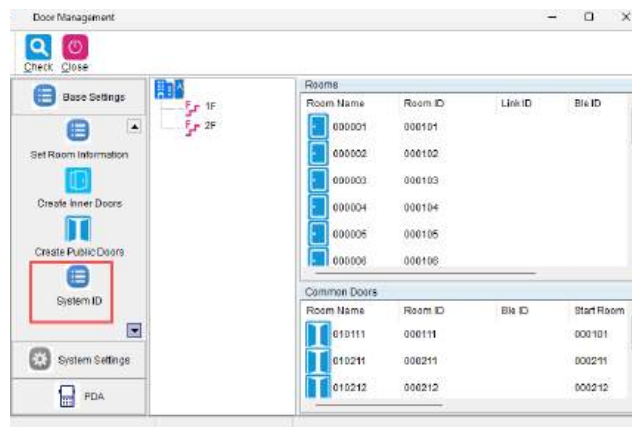 Door Management
Check Close
Base Settings
Set Room Information
Create Inner Doors
Create Public Doors
System ID
System Settings
PDA
A
1F
2F
Rooms
Room Name Room ID Link ID Ble ID
000001 000101
000002 000102
000003 000103
000004 000104
000005 000105
000006 000106
Common Doors
Room Name Room ID Ble ID Start Room
010111 000111 000101
010211 000211 000211
010212 000212 000212